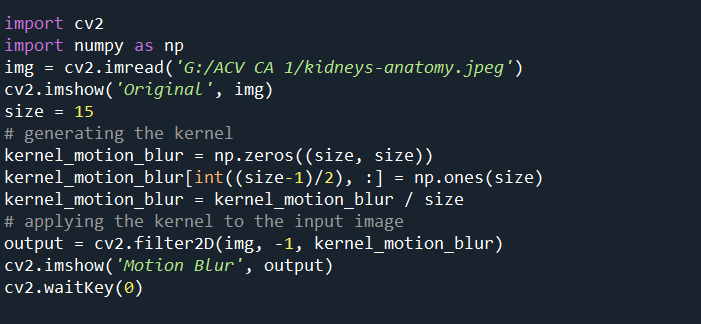 import cv2
import numpy as np
img = cv2.imread('G:/ACV CA 1/kidneys-anatomy.jpeg')
cv2.imshow('Original', img)
size = 15
# generating the kernel
kernel_motion_blur = np.zeros((size, size))
kernel_motion_blur[int((size-1)/2), :] = np.ones(size)
kernel_motion_blur = kernel_motion_blur / size
# applying the kernel to the input image
output = cv2.filter2D(img, -1, kernel_motion_blur)
cv2.imshow('Motion Blur', output)
cv2.waitKey(0)